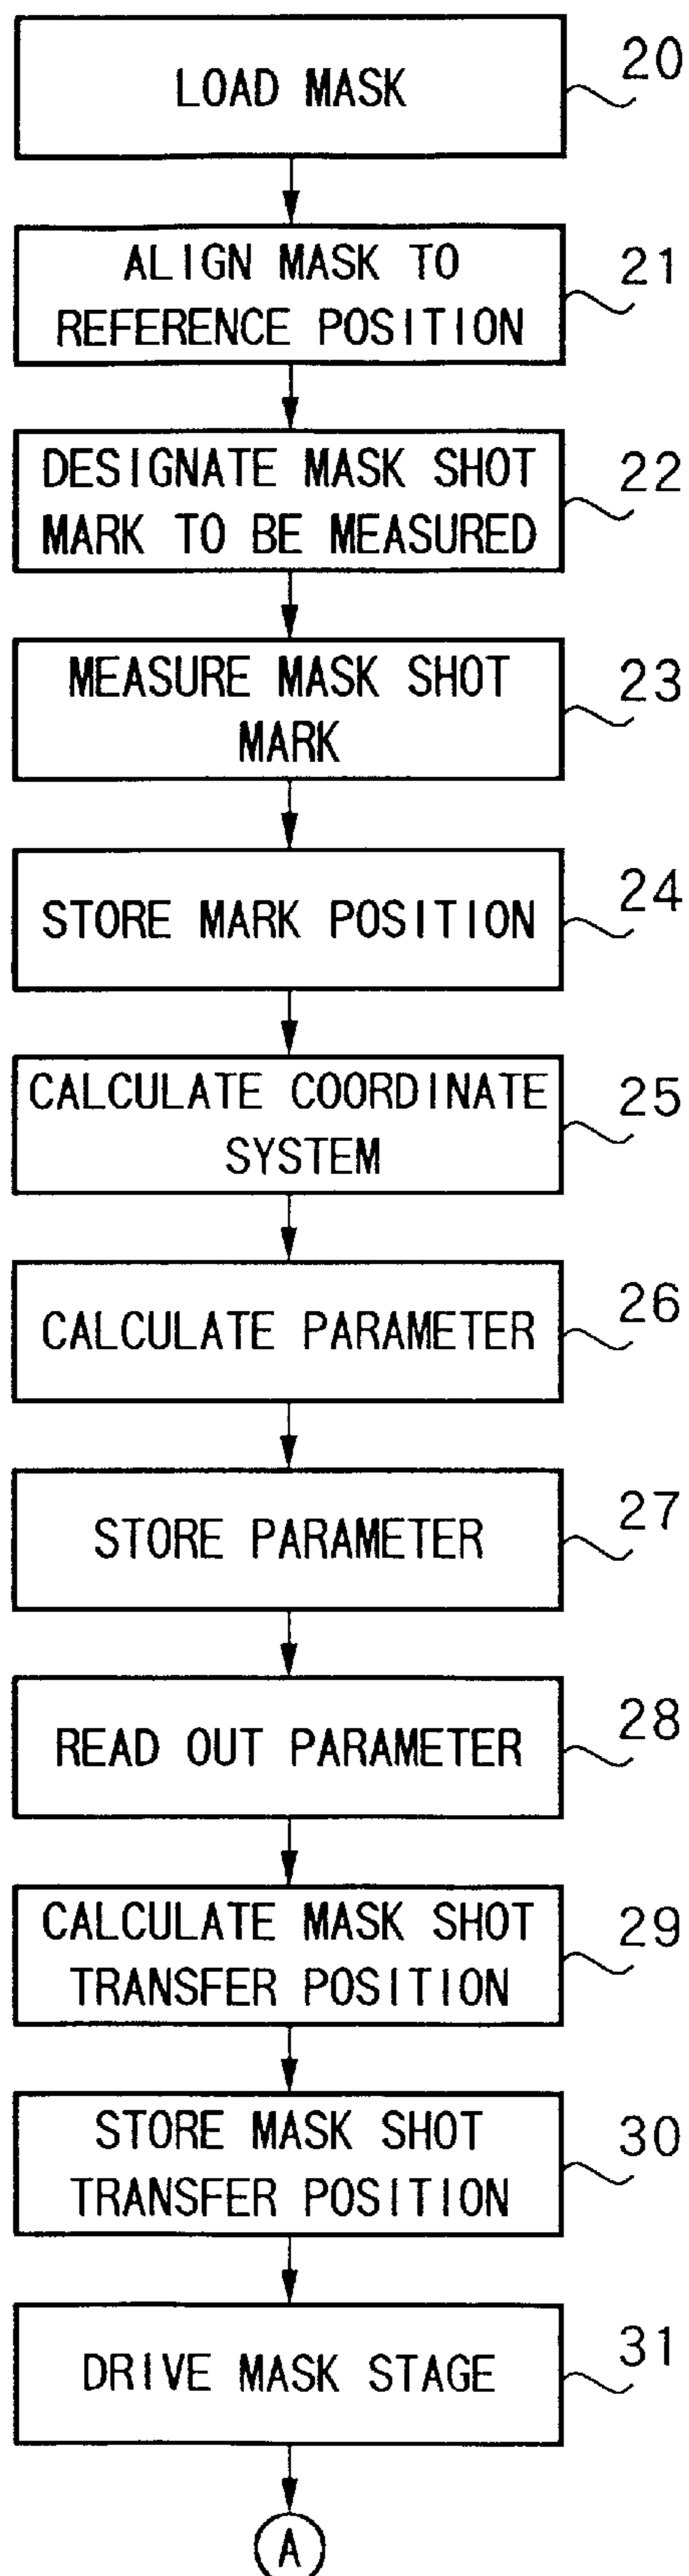 LOAD MASK
20
ALIGN MASK TO
REFERENCE POSITION
21
DESIGNATE MASK SHOT
MARK TO BE MEASURED
22
MEASURE MASK SHOT
MARK
23
STORE MARK POSITION
24
CALCULATE COORDINATE
SYSTEM
25
CALCULATE PARAMETER
26
STORE PARAMETER
27
READ OUT PARAMETER
28
CALCULATE MASK SHOT
TRANSFER POSITION
29
STORE MASK SHOT
TRANSFER POSITION
30
DRIVE MASK STAGE
31
A